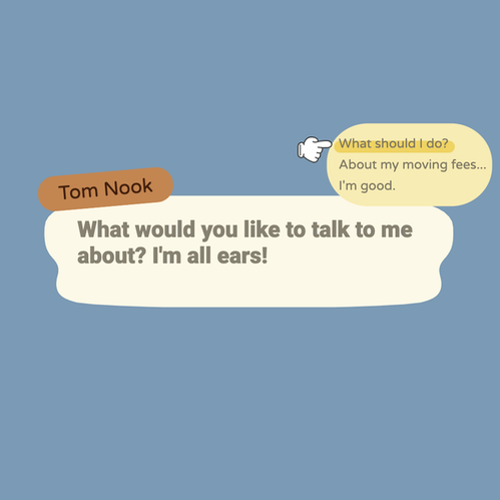 What should I do?
About my moving fees...
I'm good.
Tom Nook
What would you like to talk to me
about? I'm all ears!